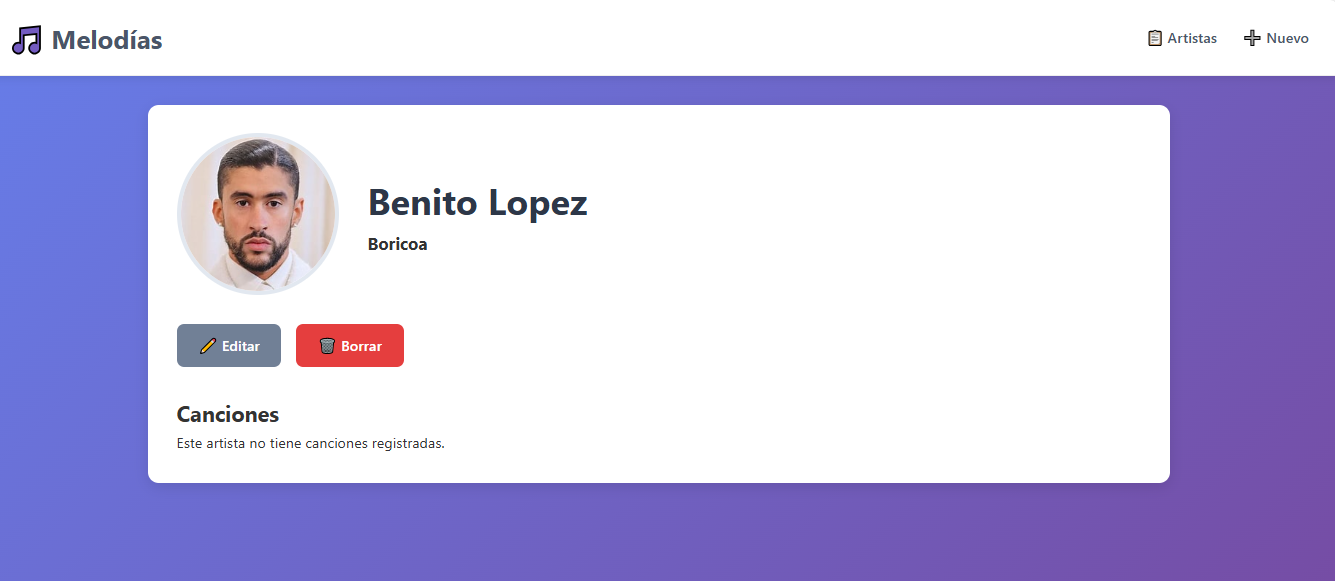 Melodías
Artistas
Nuevo
Benito Lopez
Boricoa
Editar
Borrar
Canciones
Este artista no tiene canciones registradas.